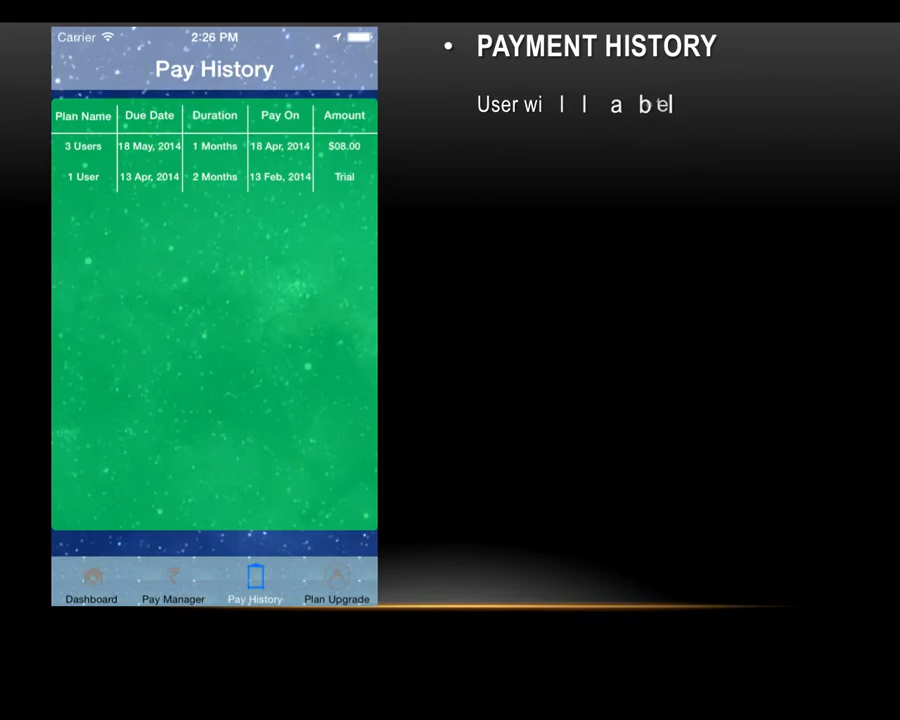 Carrier 2:26 PM
Pay History
Plan Name Due Date Duration Pay On Amount
3 Users 18 May, 2014 1 Months 18 Apr, 2014 $08.00
1 User 13 Apr, 2014 2 Months 13 Feb, 2014 Trial
Dashboard Pay Manager Pay History Plan Upgrade
• PAYMENT HISTORY
User will